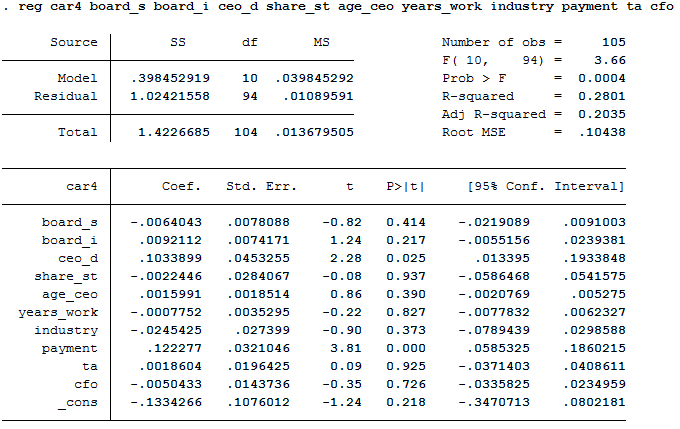 . reg car4 board_s board_i ceo_d share_st age_ceo years_work industry payment ta cfo
Source SS df MS Number of obs = 105
F( 10, 94) = 3.66
Model .398452919 10 .039845292 Prob > F = 0.0004
Residual 1.02421558 94 .01089591 R-squared = 0.2801
Adj R-squared = 0.2035
Total 1.4226685 104 .013679505 Root MSE = .10438
car4 Coef. Std. Err. t P>|t| [95% Conf. Interval]
board_s -.0064043 .0078088 -0.82 0.414 -.0219089 .0091003
board_i .0092112 .0074171 1.24 0.217 -.0055156 .0239381
ceo_d .1033899 .0453255 2.28 0.025 .013395 .1933848
share_st -.0022446 .0284067 -0.08 0.937 -.0586468 .0541575
age_ceo .0015991 .0018514 0.86 0.390 -.0020769 .005275
years_work -.0007752 .0035295 -0.22 0.827 -.0077832 .0062327
industry -.0245425 .027399 -0.90 0.373 -.0789439 .0298588
payment .122277 .0321046 3.81 0.000 .0585325 .1860215
ta .0018604 .0196425 0.09 0.925 -.0371403 .0408611
cfo -.0050433 .0143736 -0.35 0.726 -.0335825 .0234959
_cons -.1334266 .1076012 -1.24 0.218 -.3470713 .0802181